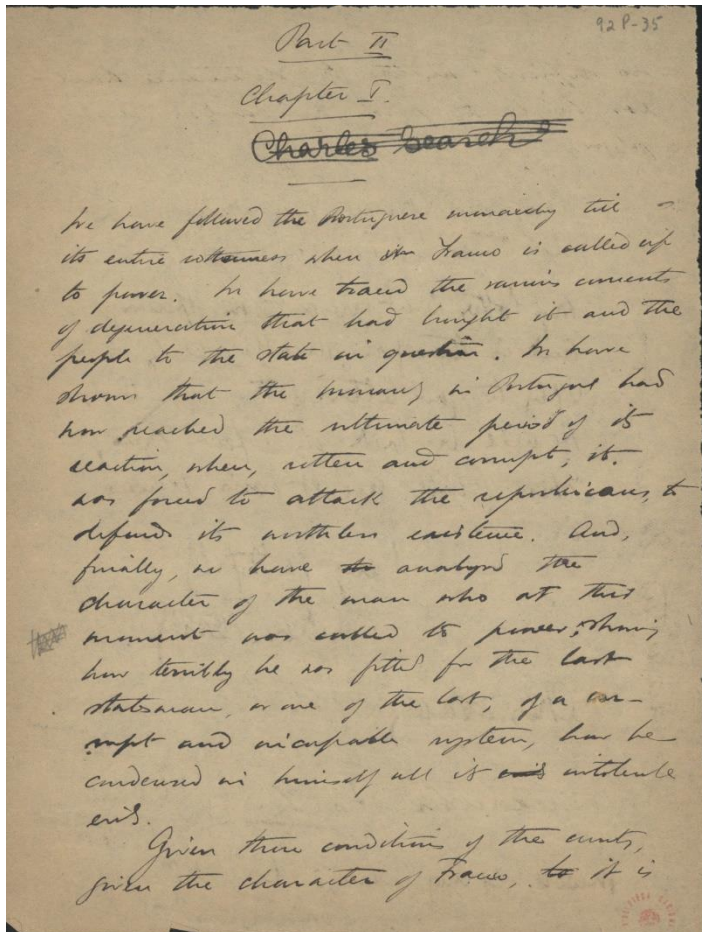 92P-35
Part II
Chapter I.
Charles Search
We have followed the Portuguese monarchy till
its entire rottenness when Franco is called up
to power. We have traced the various currents
of degeneration that had brought it and the
people to the state in question. We have
shown that the monarchy in Portugal had
now reached the ultimate period of its
reaction, when, rotten and corrupt, it
was forced to attack the republicans, to
defend its worthless existence. And,
finally, we have analysed the
character of the man who at this
moment was called to power, showing
how terribly he was fitted for the last
statesman, or one of the last, of a cor-
rupt and incapable system, how he
condensed in himself all its
evils.
Given these conditions of the events,
given the character of Franco, to it is